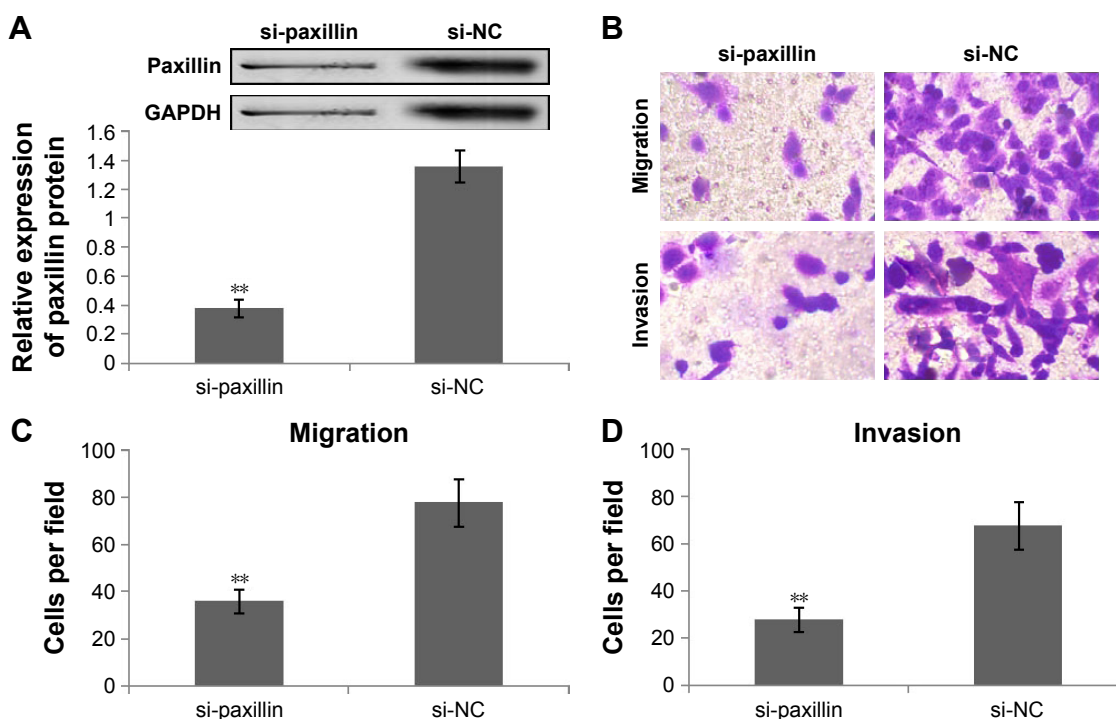 A
si-paxillin si-NC
Paxillin
GAPDH
Relative expression
of paxillin protein
1.6
1.4
1.2
1
0.8
0.6
0.4
0.2
0
**
si-paxillin si-NC
B
si-paxillin si-NC
Migration
Invasion
C
Migration
Cells per field
100
80
60
40
20
0
**
si-paxillin si-NC
D
Invasion
Cells per field
100
80
60
40
20
0
**
si-paxillin si-NC